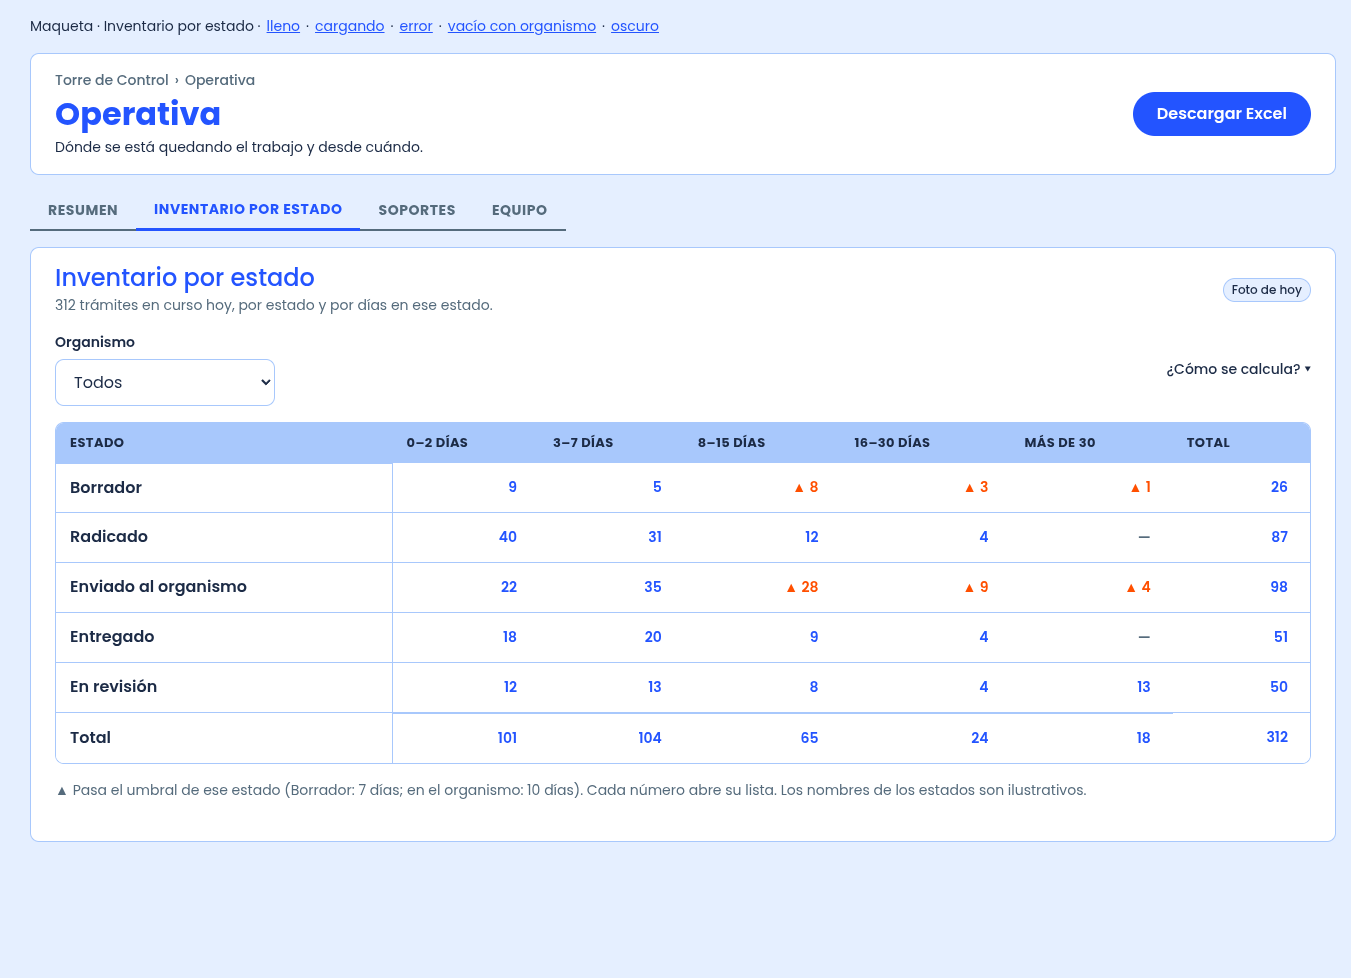 Maqueta · Inventario por estado · lleno · cargando · error · vacío con organismo · oscuro
Torre de Control › Operativa
Operativa
Dónde se está quedando el trabajo y desde cuándo.
Descargar Excel
RESUMEN INVENTARIO POR ESTADO SOPORTES EQUIPO
Inventario por estado
312 trámites en curso hoy, por estado y por días en ese estado.
Foto de hoy
Organismo
Todos
¿Cómo se calcula? ▾
ESTADO 0–2 DÍAS 3–7 DÍAS 8–15 DÍAS 16–30 DÍAS MÁS DE 30 TOTAL
Borrador 9 5 ▲ 8 ▲ 3 ▲ 1 26
Radicado 40 31 12 4 — 87
Enviado al organismo 22 35 ▲ 28 ▲ 9 ▲ 4 98
Entregado 18 20 9 4 — 51
En revisión 12 13 8 4 13 50
Total 101 104 65 24 18 312
▲ Pasa el umbral de ese estado (Borrador: 7 días; en el organismo: 10 días). Cada número abre su lista. Los nombres de los estados son ilustrativos.